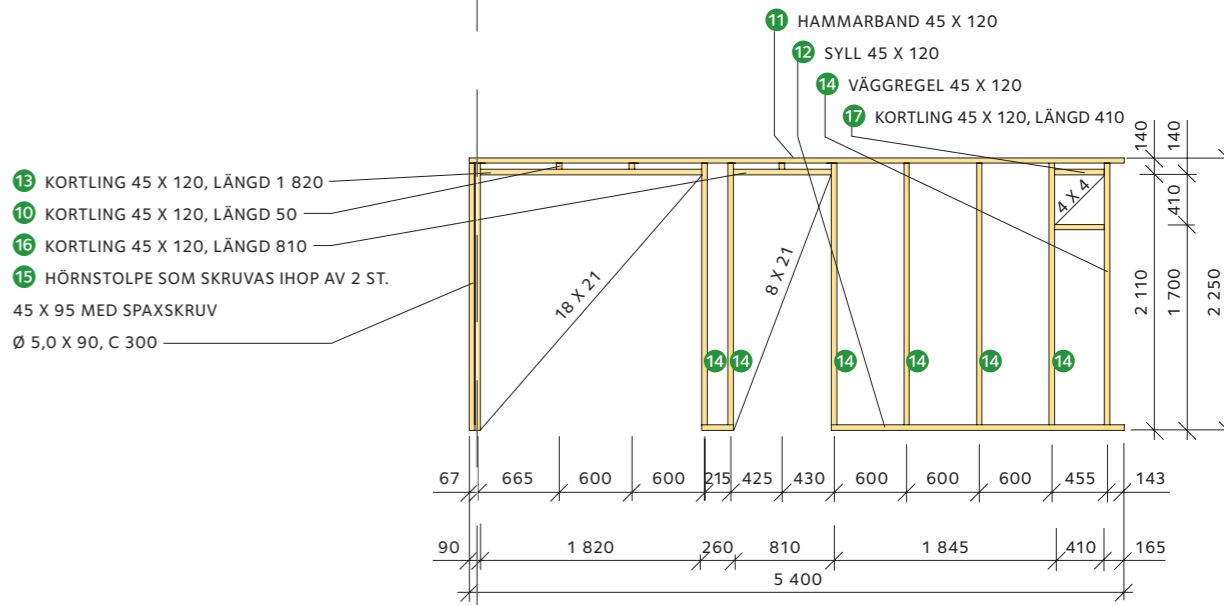 11 HAMMARBAND 45 X 120
12 SYLL 45 X 120
14 VÄGGREGEL 45 X 120
17 KORTLING 45 X 120, LÄNGD 410
13 KORTLING 45 X 120, LÄNGD 1 820
10 KORTLING 45 X 120, LÄNGD 50
16 KORTLING 45 X 120, LÄNGD 810
15 HÖRNSTOLPE SOM SKRUVAS IHOP AV 2 ST.
45 X 95 MED SPAXSKRUV
Ø 5,0 X 90, C 300
18 X 21
8 X 21
4 X 4
140
140
410
2 110
1 700
2 250
14 14 14 14 14 14
67 665 600 600 215 425 430 600 600 600 455 143
90 1 820 260 810 1 845 410 165
5 400